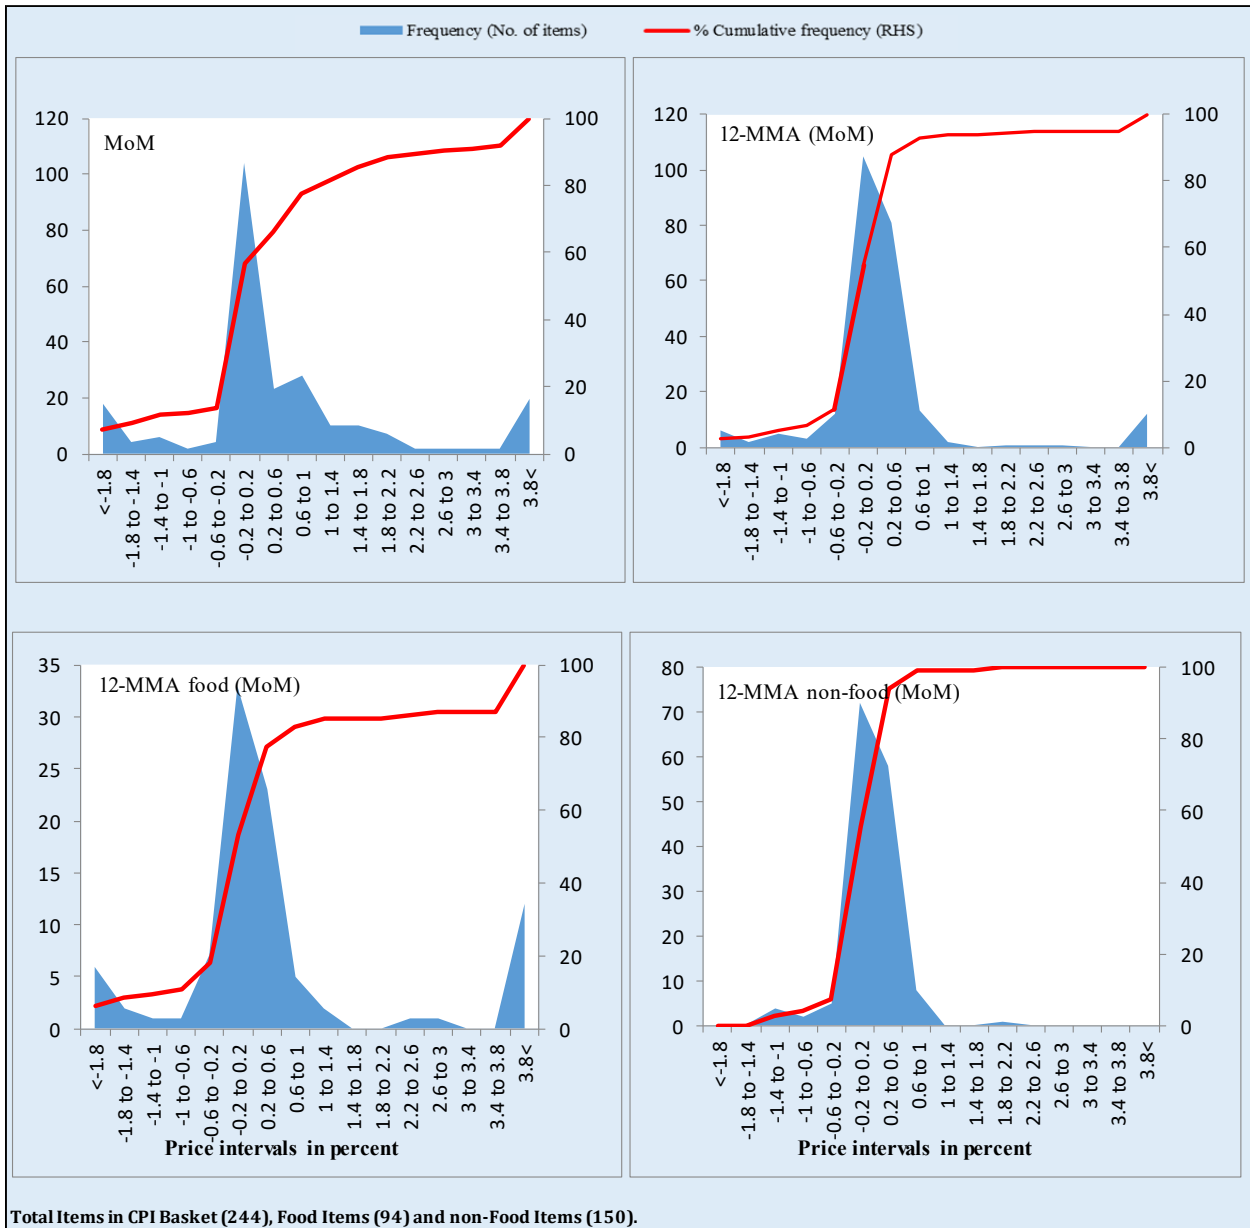 Frequency (No. of items) % Cumulative frequency (RHS)
MoM
120 100 80 60 40 20 0
100 80 60 40 20 0
<-1.8
-1.8 to -1.4
-1.4 to -1
-1 to -0.6
-0.6 to -0.2
-0.2 to 0.2
0.2 to 0.6
0.6 to 1
1 to 1.4
1.4 to 1.8
1.8 to 2.2
2.2 to 2.6
2.6 to 3
3 to 3.4
3.4 to 3.8
3.8<
12-MMA (MoM)
120 100 80 60 40 20 0
100 80 60 40 20 0
<-1.8
-1.8 to -1.4
-1.4 to -1
-1 to -0.6
-0.6 to -0.2
-0.2 to 0.2
0.2 to 0.6
0.6 to 1
1 to 1.4
1.4 to 1.8
1.8 to 2.2
2.2 to 2.6
2.6 to 3
3 to 3.4
3.4 to 3.8
3.8<
12-MMA food (MoM)
35 30 25 20 15 10 5 0
100 80 60 40 20 0
<-1.8
-1.8 to -1.4
-1.4 to -1
-1 to -0.6
-0.6 to -0.2
-0.2 to 0.2
0.2 to 0.6
0.6 to 1
1 to 1.4
1.4 to 1.8
1.8 to 2.2
2.2 to 2.6
2.6 to 3
3 to 3.4
3.4 to 3.8
3.8<
Price intervals in percent
12-MMA non-food (MoM)
80 70 60 50 40 30 20 10 0
100 80 60 40 20 0
<-1.8
-1.8 to -1.4
-1.4 to -1
-1 to -0.6
-0.6 to -0.2
-0.2 to 0.2
0.2 to 0.6
0.6 to 1
1 to 1.4
1.4 to 1.8
1.8 to 2.2
2.2 to 2.6
2.6 to 3
3 to 3.4
3.4 to 3.8
3.8<
Price intervals in percent
Total Items in CPI Basket (244), Food Items (94) and non-Food Items (150).